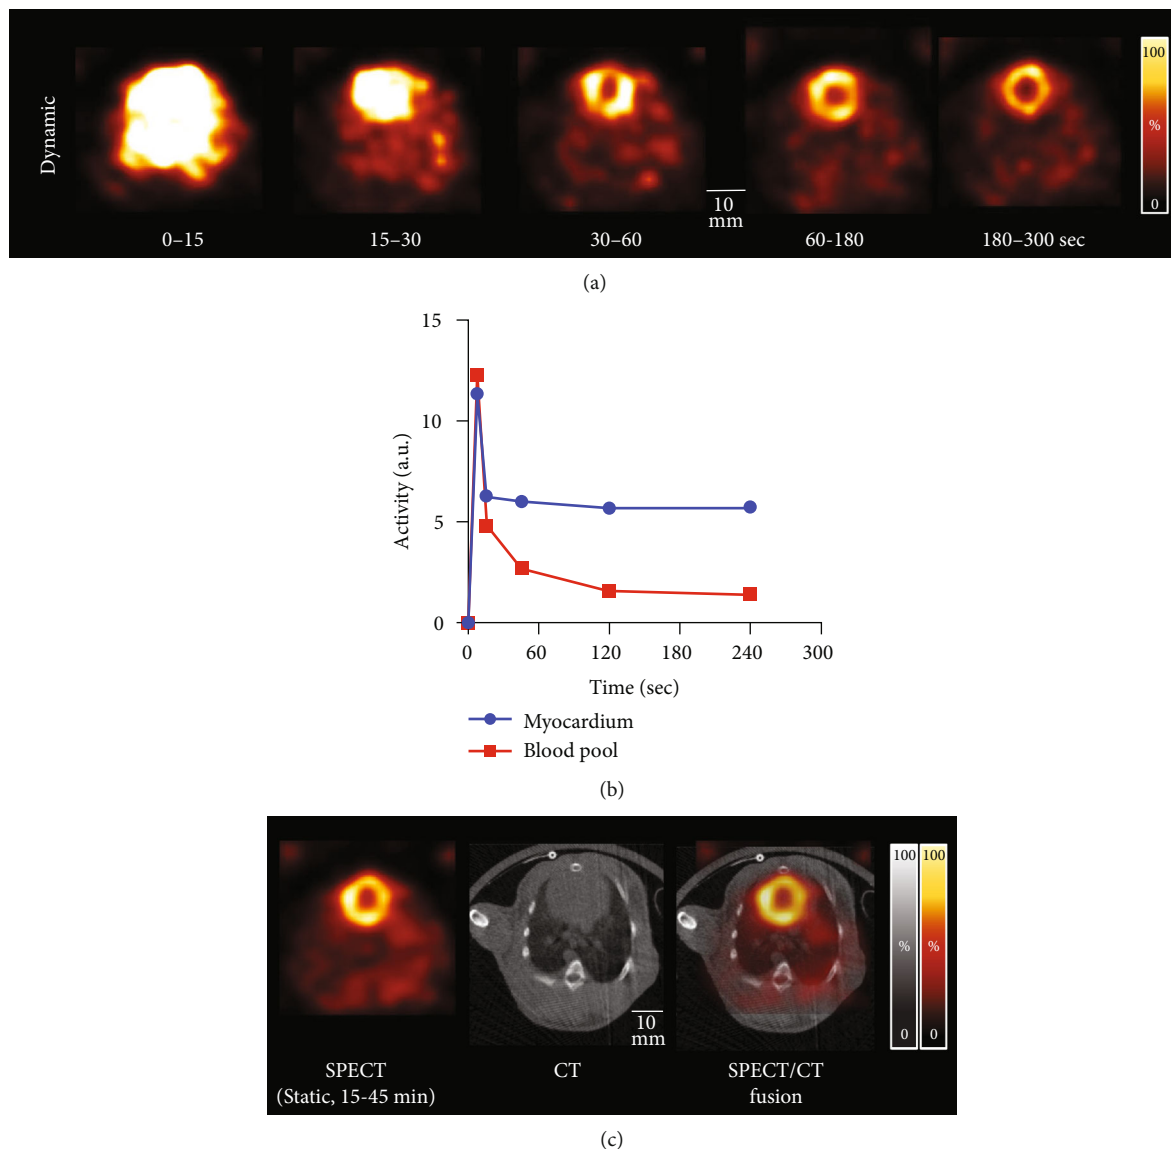 Dynamic
100
%
0
10
mm
0–15
15–30
30–60
60-180
180–300 sec
(a)
15
10
5
0
Activity (a.u.)
0
60
120
180
240
300
Time (sec)
Myocardium
Blood pool
(b)
100
100
%
%
0
0
10
mm
SPECT
(Static, 15-45 min)
CT
SPECT/CT
fusion
(c)